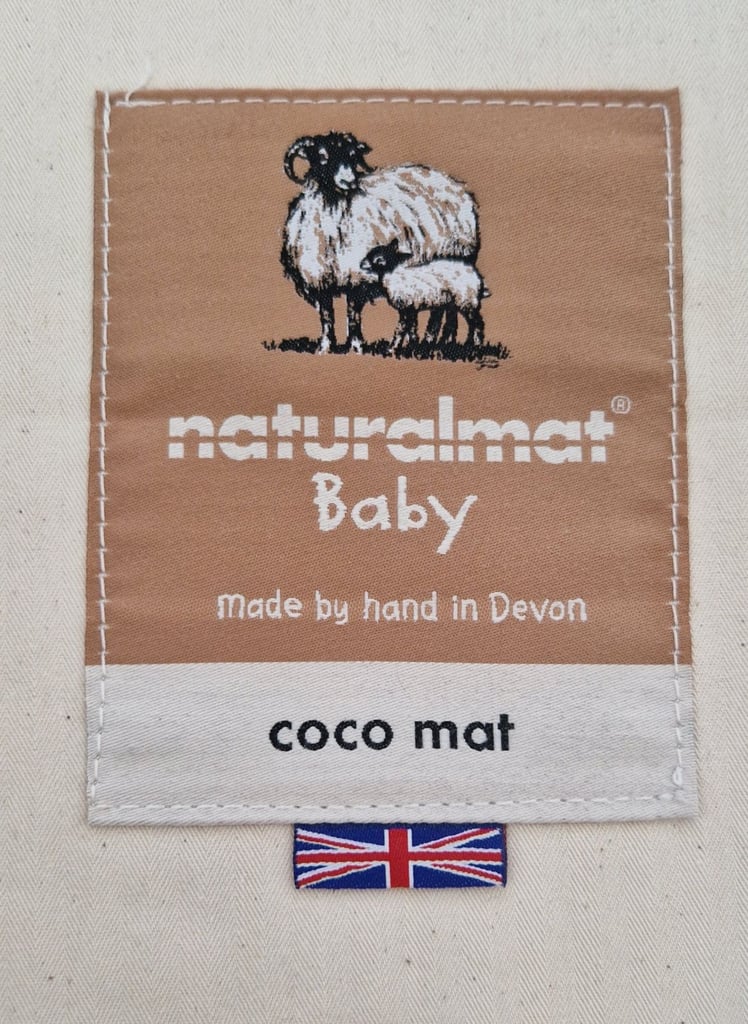 naturalmat®
Baby
made by hand in Devon
coco mat